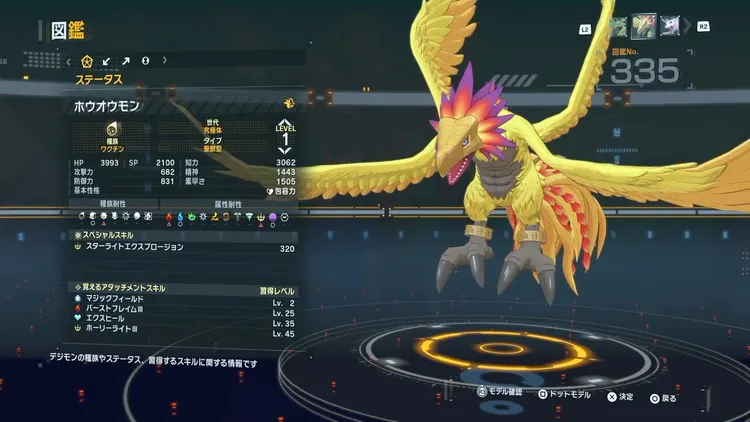 図鑑
L2
R2
図鑑No.
335
ステータス
ホウオウモン
種族
ワクチン
世代
究極体
タイプ
聖獣型
LEVEL
1
HP 3993 SP 2100 知力 3062
攻撃力 682 精神 1443
防御力 831 素早さ 1505
基本性格 包容力
種族耐性 属性耐性
スペシャルスキル
スターライトエクスプロージョン 320
覚えるアタッチメントスキル 習得レベル
マジックフィールド Lv. 2
バーストフレイムⅢ Lv. 25
エクスヒール Lv. 35
ホーリーライトⅢ Lv. 45
デジモンの種族やステータス、習得するスキルに関する情報です
モデル確認 ドットモデル 決定 戻る